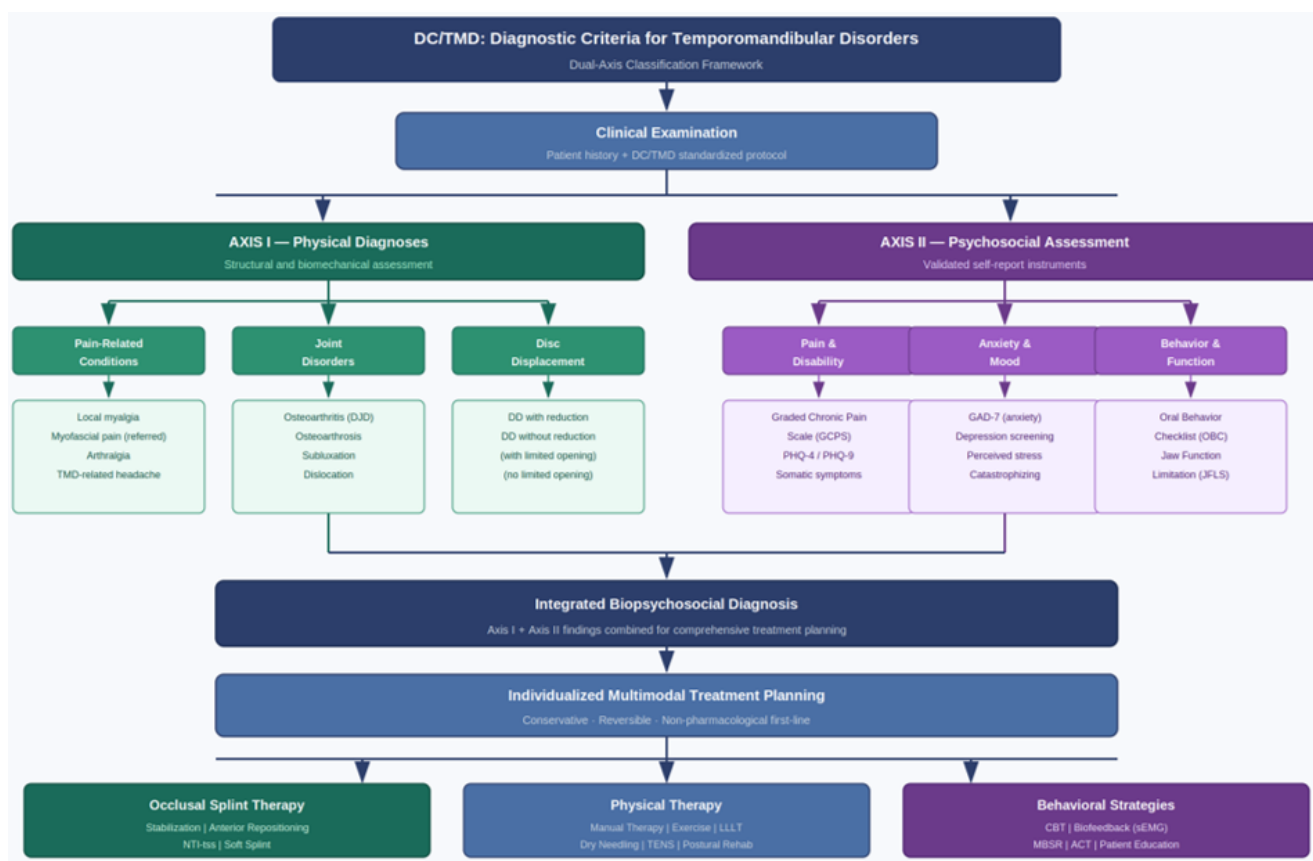 DC/TMD: Diagnostic Criteria for Temporomandibular Disorders
Dual-Axis Classification Framework
Clinical Examination
Patient history + DC/TMD standardized protocol
AXIS I — Physical Diagnoses
Structural and biomechanical assessment
AXIS II — Psychosocial Assessment
Validated self-report instruments
Pain-Related
Conditions
Joint
Disorders
Disc
Displacement
Pain &
Disability
Anxiety &
Mood
Behavior &
Function
Local myalgia
Myofascial pain (referred)
Arthralgia
TMD-related headache
Osteoarthritis (DJD)
Osteoarthrosis
Subluxation
Dislocation
DD with reduction
DD without reduction
(with limited opening)
(no limited opening)
Graded Chronic Pain
Scale (GCPS)
PHQ-4 / PHQ-9
Somatic symptoms
GAD-7 (anxiety)
Depression screening
Perceived stress
Catastrophizing
Oral Behavior
Checklist (OBC)
Jaw Function
Limitation (JFLS)
Integrated Biopsychosocial Diagnosis
Axis I + Axis II findings combined for comprehensive treatment planning
Individualized Multimodal Treatment Planning
Conservative · Reversible · Non-pharmacological first-line
Occlusal Splint Therapy
Stabilization | Anterior Repositioning
NTI-tss | Soft Splint
Physical Therapy
Manual Therapy | Exercise | LLLT
Dry Needling | TENS | Postural Rehab
Behavioral Strategies
CBT | Biofeedback (sEMG)
MBSR | ACT | Patient Education